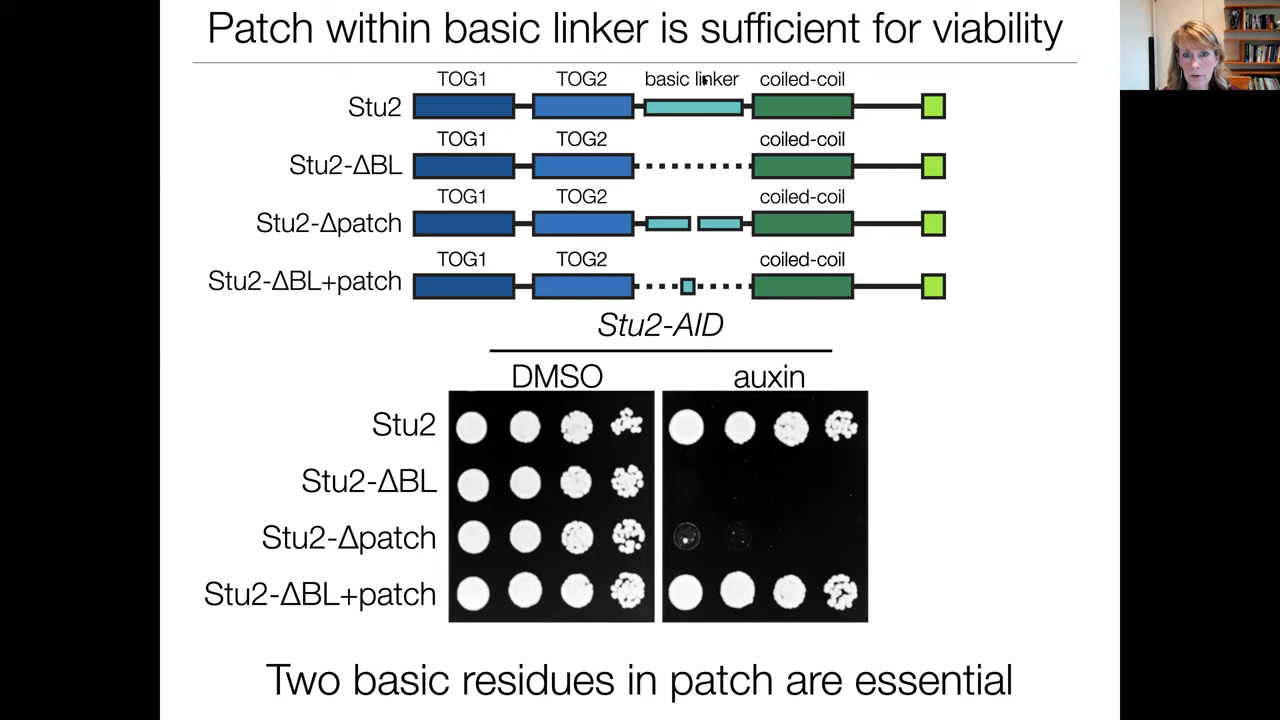 Patch within basic linker is sufficient for viability
TOG1 TOG2 basic linker coiled-coil
Stu2
TOG1 TOG2 coiled-coil
Stu2-ΔBL
TOG1 TOG2 coiled-coil
Stu2-Δpatch
TOG1 TOG2 coiled-coil
Stu2-ΔBL+patch
Stu2-AID
DMSO auxin
Stu2
Stu2-ΔBL
Stu2-Δpatch
Stu2-ΔBL+patch
Two basic residues in patch are essential